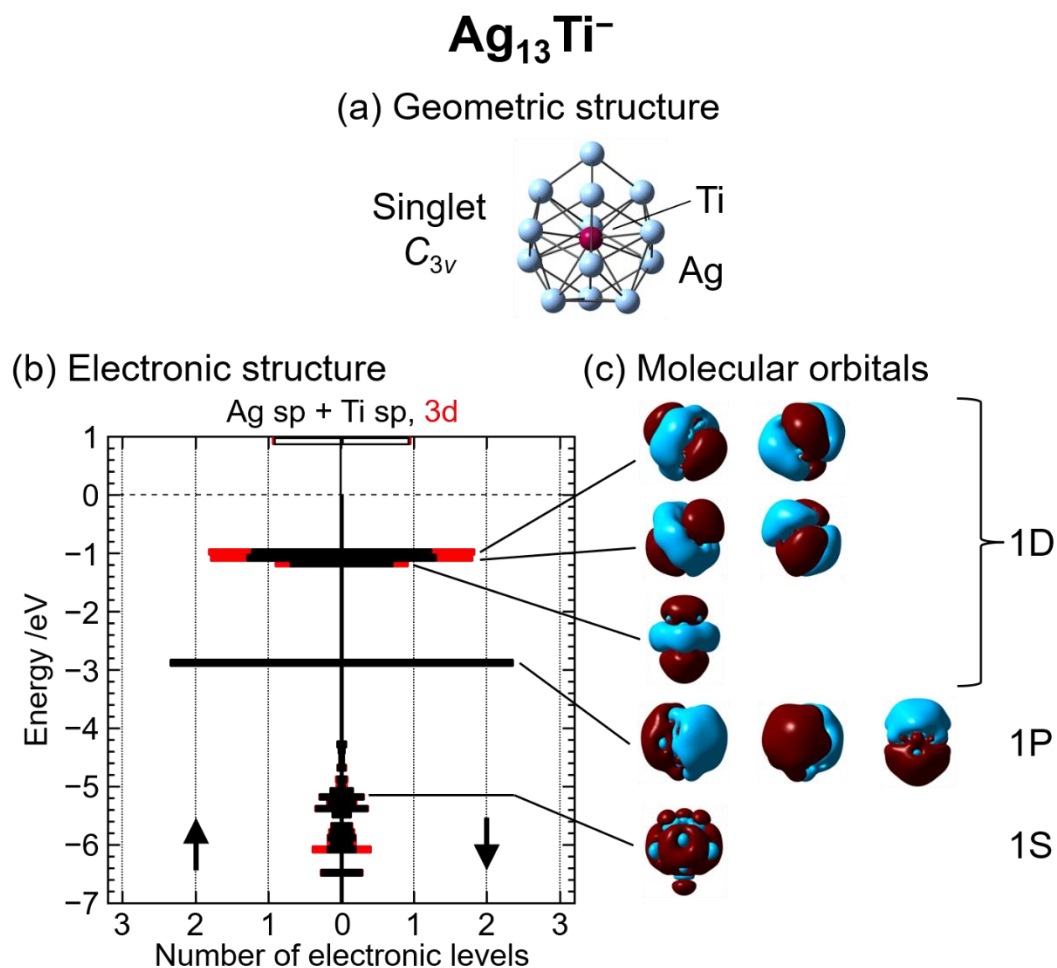 Ag₁₃Ti⁻
(a) Geometric structure
Singlet
C₃ᵥ
Ti
Ag
(b) Electronic structure
(c) Molecular orbitals
Ag sp + Ti sp, 3d
1
0
−1
−2
−3
−4
−5
−6
−7
Energy /eV
3 2 1 0 1 2 3
Number of electronic levels
1D
1P
1S